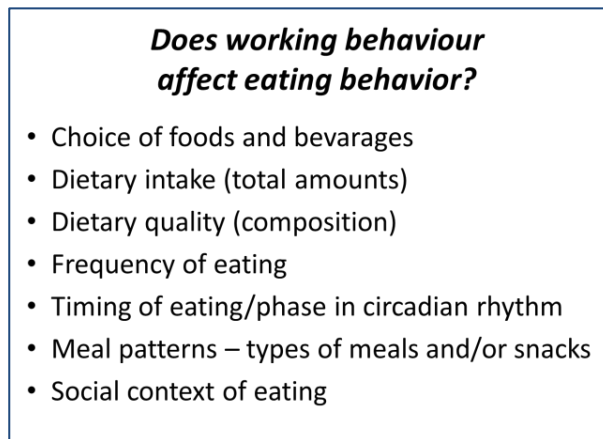 Does working behaviour
affect eating behavior?
• Choice of foods and bevarages
• Dietary intake (total amounts)
• Dietary quality (composition)
• Frequency of eating
• Timing of eating/phase in circadian rhythm
• Meal patterns – types of meals and/or snacks
• Social context of eating